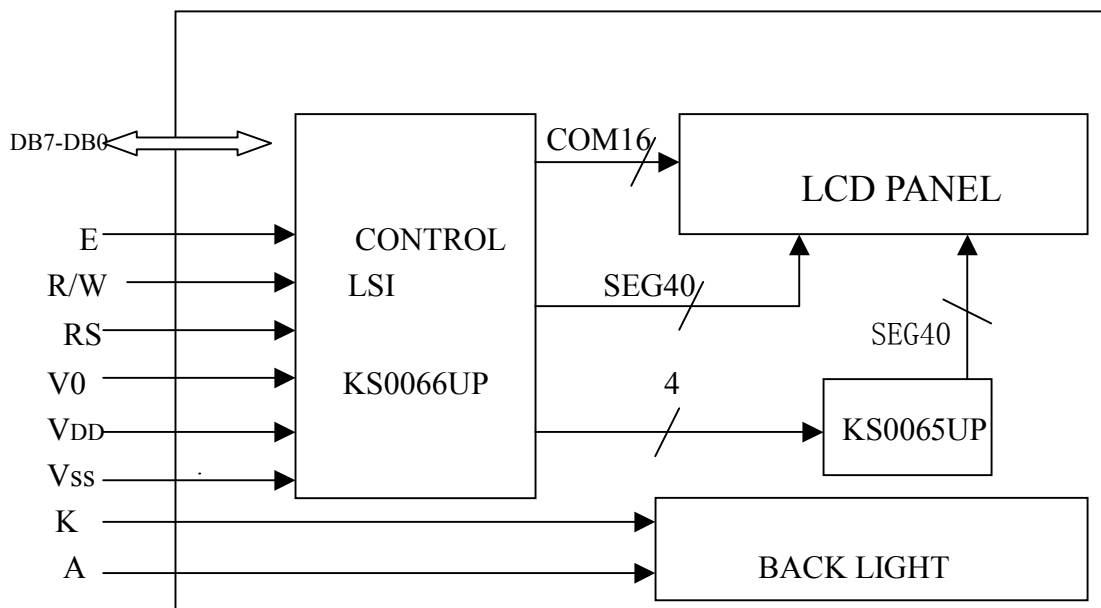 DB7-DB0
COM16
LCD PANEL
E
CONTROL
R/W
LSI
SEG40
RS
SEG40
V0
KS0066UP
4
VDD
KS0065UP
Vss
K
A
BACK LIGHT